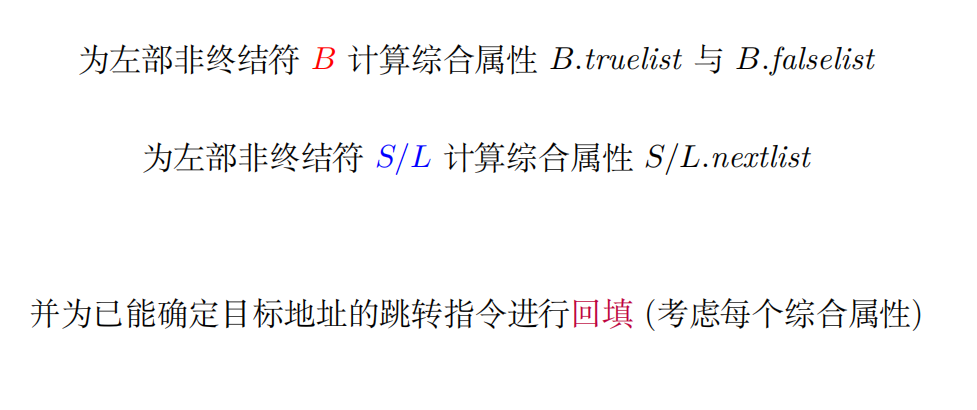 为左部非终结符 B 计算综合属性 B.truelist 与 B.falselist
为左部非终结符 S/L 计算综合属性 S/L.nextlist
并为已能确定目标地址的跳转指令进行回填 (考虑每个综合属性)